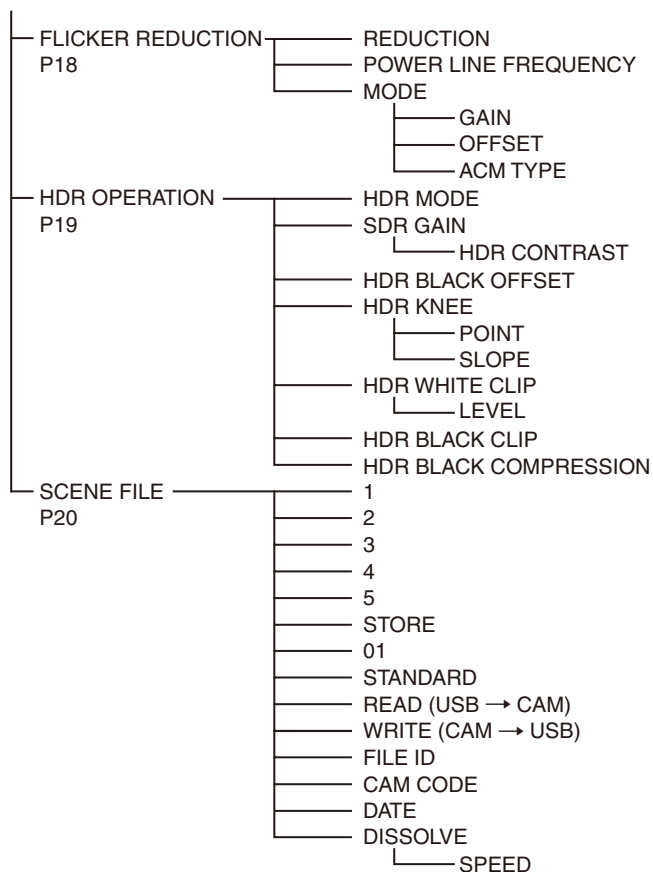 FLICKER REDUCTION
P18
REDUCTION
POWER LINE FREQUENCY
MODE
GAIN
OFFSET
ACM TYPE
HDR OPERATION
P19
HDR MODE
SDR GAIN
HDR CONTRAST
HDR BLACK OFFSET
HDR KNEE
POINT
SLOPE
HDR WHITE CLIP
LEVEL
HDR BLACK CLIP
HDR BLACK COMPRESSION
SCENE FILE
P20
1
2
3
4
5
STORE
01
STANDARD
READ (USB → CAM)
WRITE (CAM → USB)
FILE ID
CAM CODE
DATE
DISSOLVE
SPEED